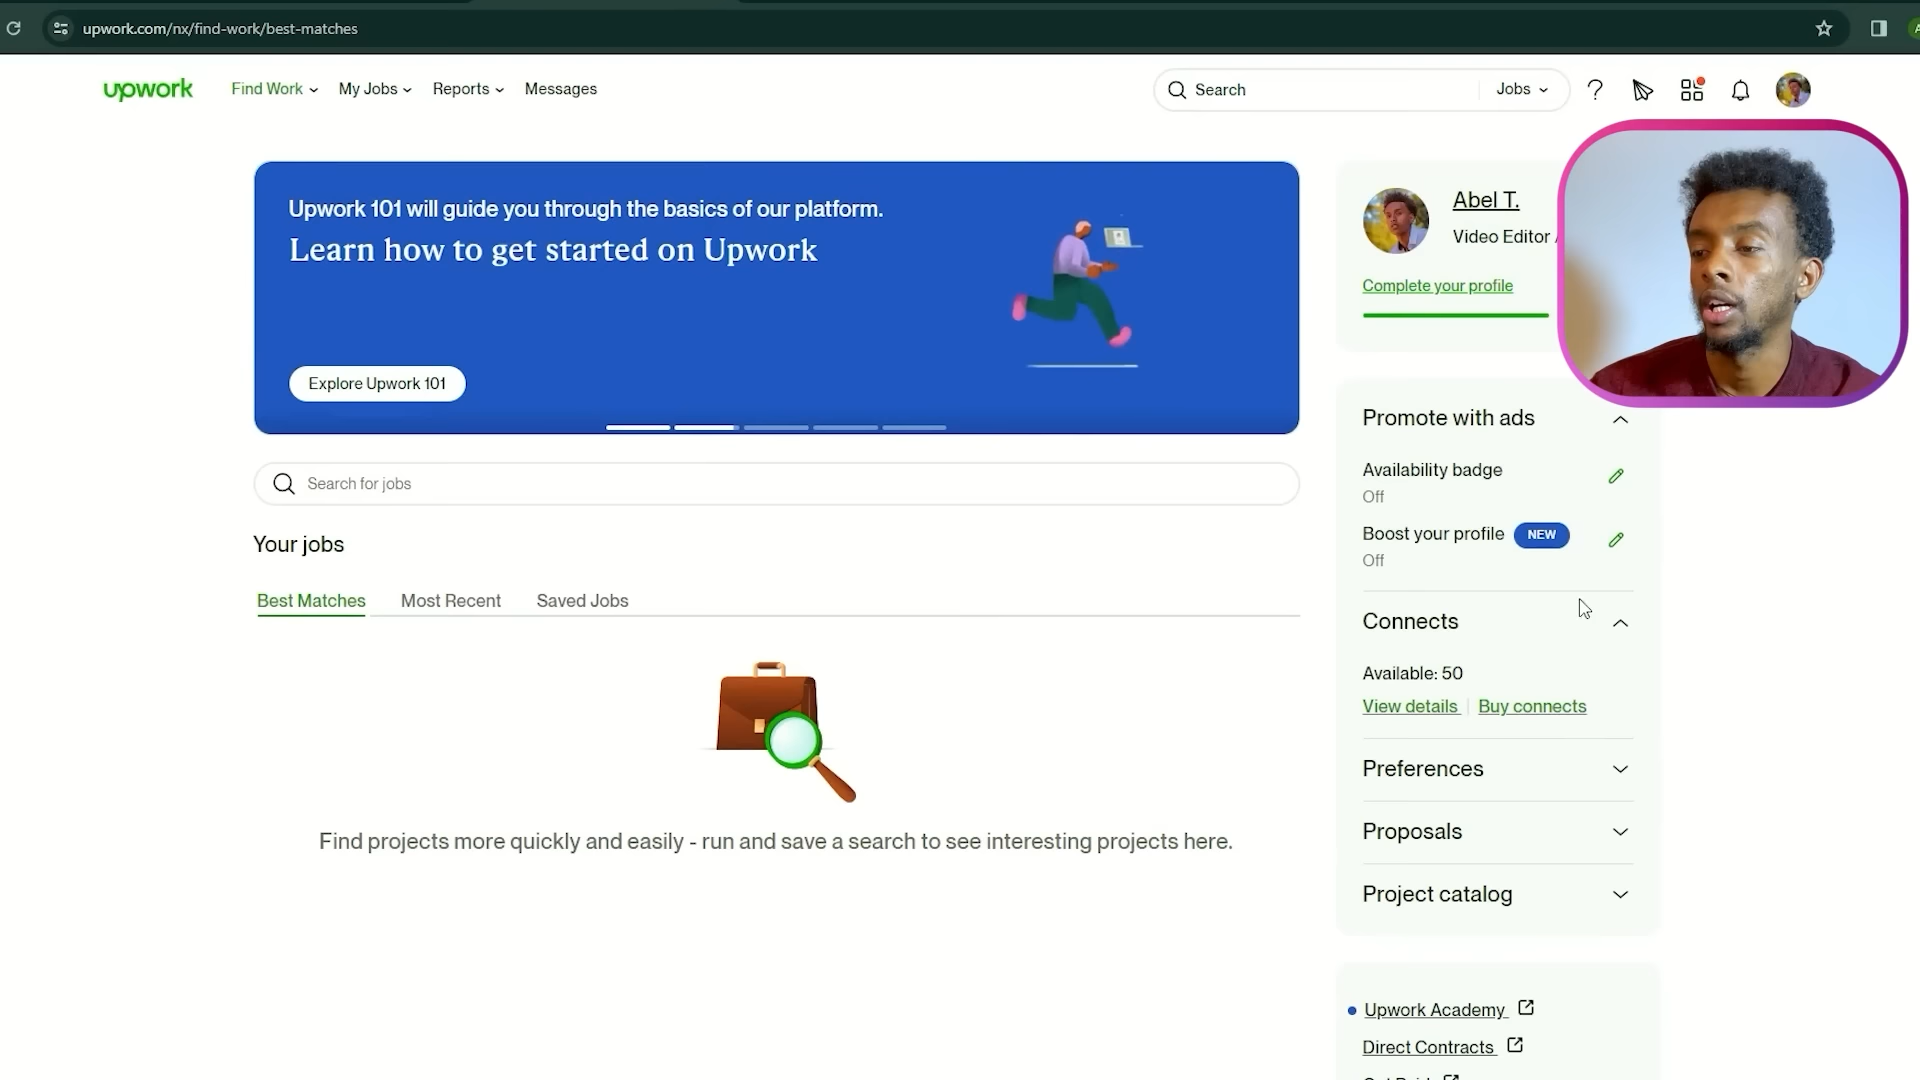 upwork.com/nx/find-work/best-matches
upwork
Find Work
My Jobs
Reports
Messages
Search
Jobs
Upwork 101 will guide you through the basics of our platform.
Learn how to get started on Upwork
Explore Upwork 101
Abel T.
Video Editor
Complete your profile
Promote with ads
Availability badge
Off
Boost your profile NEW
Off
Search for jobs
Your jobs
Best Matches
Most Recent
Saved Jobs
Find projects more quickly and easily - run and save a search to see interesting projects here.
Connects
Available: 50
View details
Buy connects
Preferences
Proposals
Project catalog
Upwork Academy
Direct Contracts